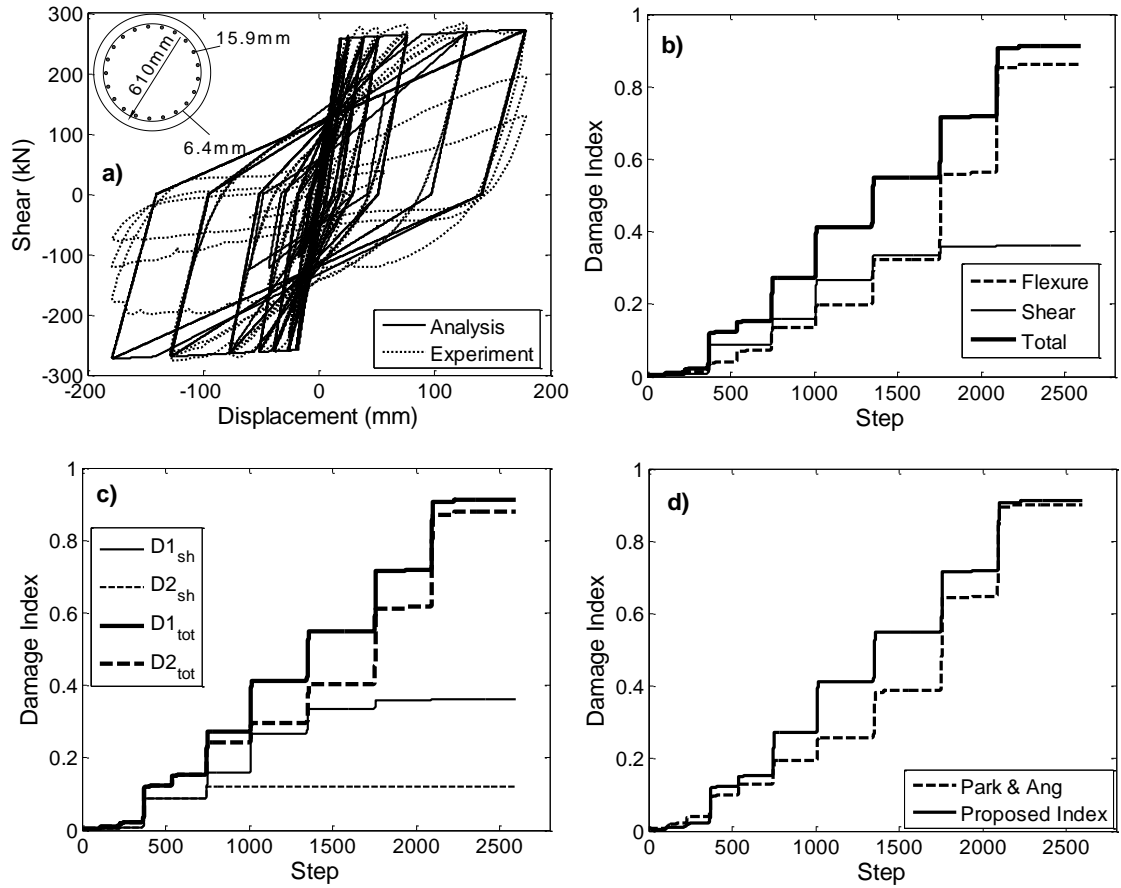 a)
300
200
100
0
-100
-200
-300
-200
-100
0
100
200
Shear (kN)
Displacement (mm)
15.9mm
610mm
6.4mm
Analysis
Experiment
b)
1
0.8
0.6
0.4
0.2
0
0
500
1000
1500
2000
2500
Damage Index
Step
Flexure
Shear
Total
c)
1
0.8
0.6
0.4
0.2
0
0
500
1000
1500
2000
2500
Damage Index
Step
D1sh
D2sh
D1tot
D2tot
d)
1
0.8
0.6
0.4
0.2
0
0
500
1000
1500
2000
2500
Damage Index
Step
Park & Ang
Proposed Index